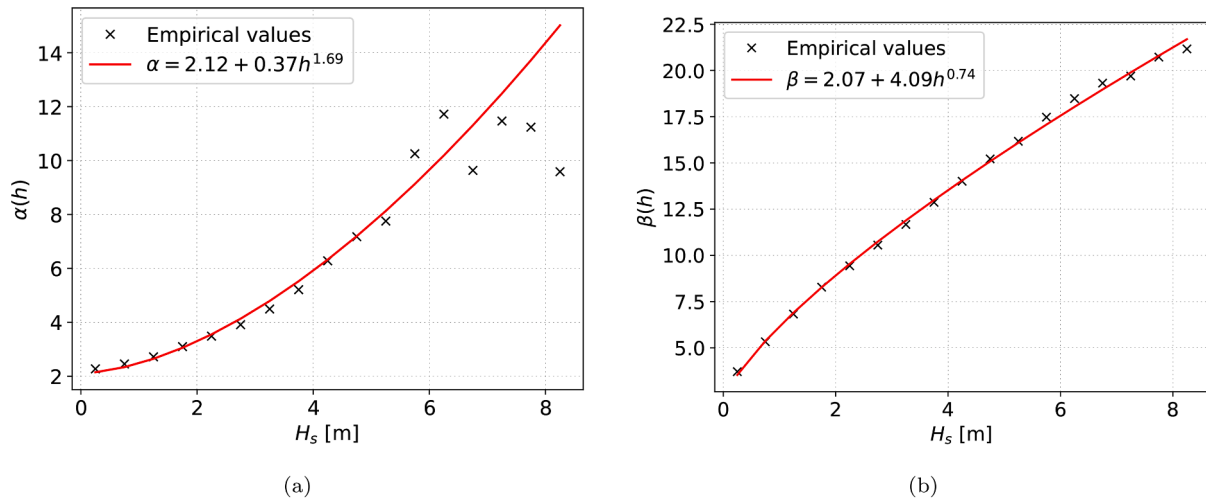 Empirical values
α = 2.12 + 0.37h^1.69
14
12
10
8
6
4
2
α(h)
0 2 4 6 8
H_s [m]
(a)
Empirical values
β = 2.07 + 4.09h^0.74
22.5
20.0
17.5
15.0
12.5
10.0
7.5
5.0
β(h)
0 2 4 6 8
H_s [m]
(b)